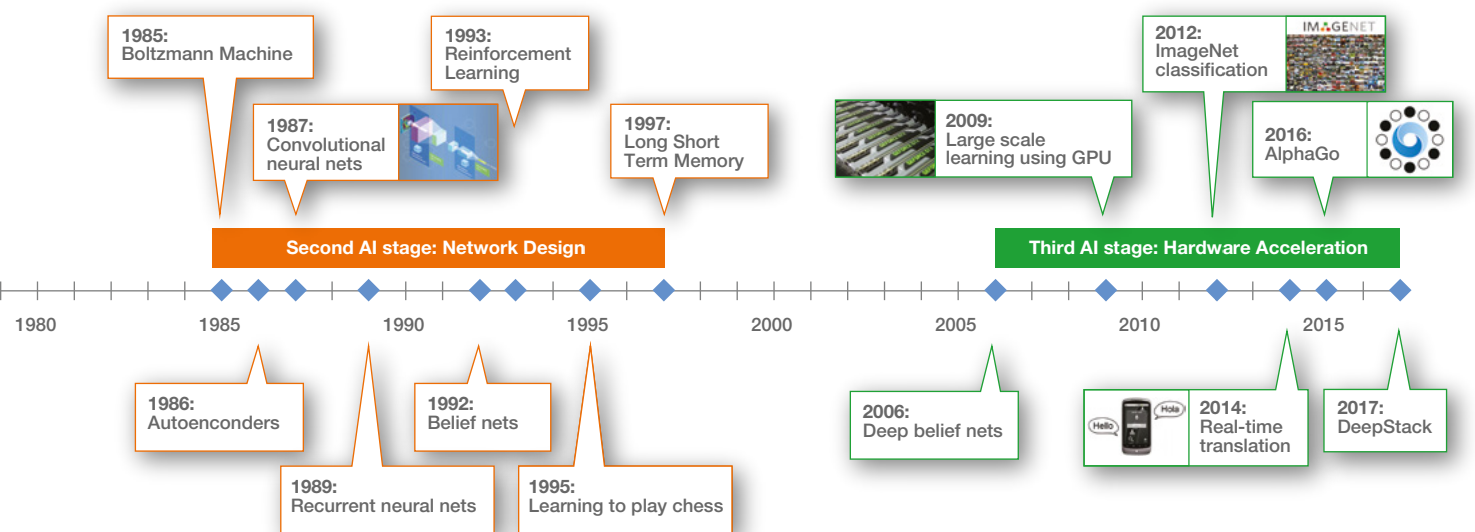 1985:
Boltzmann Machine
1993:
Reinforcement
Learning
1987:
Convolutional
neural nets
1997:
Long Short
Term Memory
2012:
ImageNet
classification
IMAGENET
2009:
Large scale
learning using GPU
2016:
AlphaGo
Second AI stage: Network Design
Third AI stage: Hardware Acceleration
1980
1985
1990
1995
2000
2005
2010
2015
1986:
Autoenconders
1992:
Belief nets
1989:
Recurrent neural nets
1995:
Learning to play chess
2006:
Deep belief nets
Hello
Hola
2014:
Real-time
translation
2017:
DeepStack